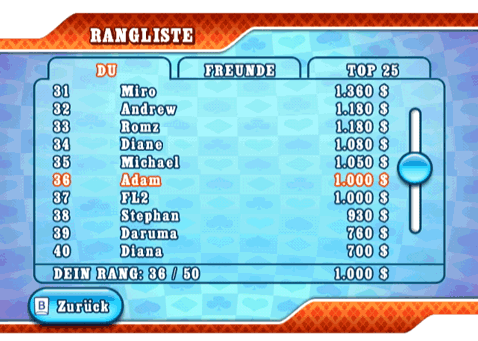 RANGLISTE
DU FREUNDE TOP 25
31 Miro 1.360 $
32 Andrew 1.180 $
33 Romz 1.180 $
34 Diane 1.080 $
35 Michael 1.050 $
36 Adam 1.000 $
37 FL2 1.000 $
38 Stephan 930 $
39 Daruma 760 $
40 Diana 700 $
DEIN RANG: 36 / 50 1.000 $
B Zurück